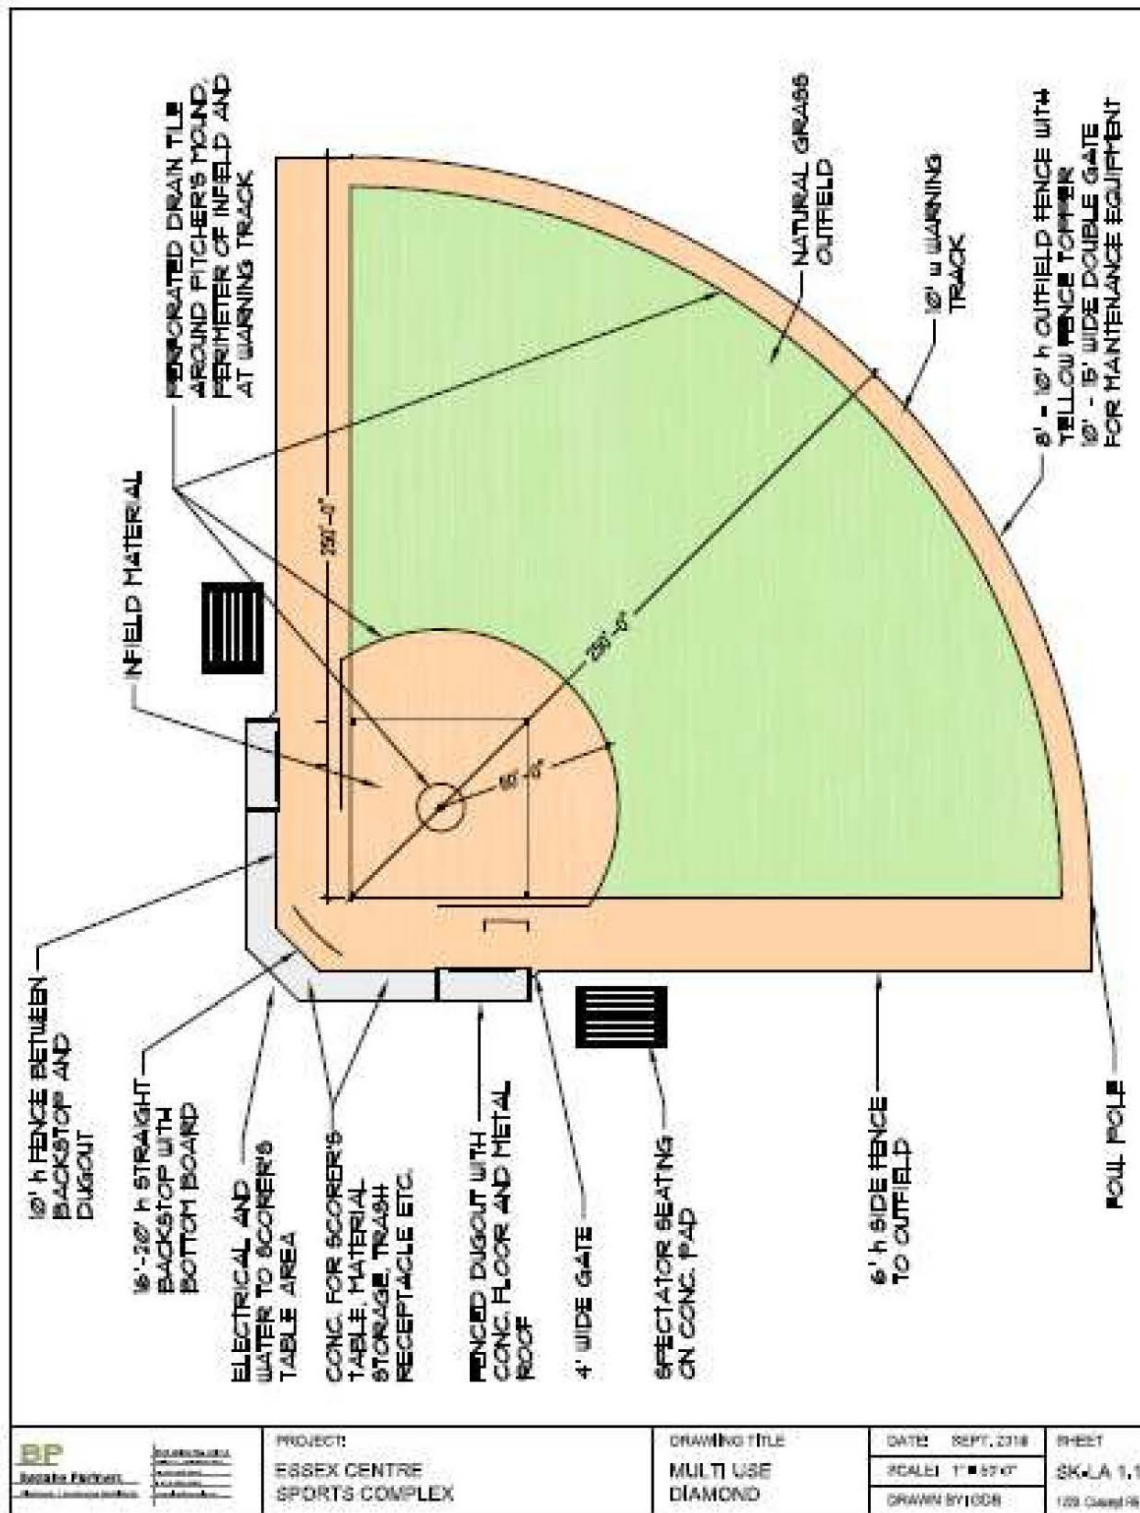 PERFORATED DRAIN TILE
AROUND PITCHER'S MOUND,
PERIMETER OF INFIELD AND
AT WARNING TRACK
INFIELD MATERIAL
NATURAL GRASS
OUTFIELD
10' w WARNING
TRACK
8' - 10' h OUTFIELD FENCE WITH
YELLOW FENCE TOPPER
10' - 15' WIDE DOUBLE GATE
FOR MANTENANCE EQUIPMENT
250'-0"
250'-0"
60'-0"
10' h FENCE BETWEEN
BACKSTOP AND
DUGOUT
STRAIGHT
BACKSTOP WITH
BOTTOM BOARD
ELECTRICAL AND
WATER TO SCORER'S
TABLE AREA
CONC. FOR SCORER'S
TABLE, MATERIAL
STORAGE, TRASH
RECEPTACLE ETC.
FENCED DUGOUT WITH
CONC. FLOOR AND METAL
ROOF
4' WIDE GATE
SPECTATOR SEATING
ON CONC. PAD
6' h SIDE FENCE
TO OUTFIELD
FOUL POLE
BP
Bezaire Partners
PROJECT:
ESSEX CENTRE
SPORTS COMPLEX
DRAWING TITLE
MULTI USE
DIAMOND
DATE: SEPT. 2018
SCALE:
DRAWN BY:
SHEET
SK-LA 1.1